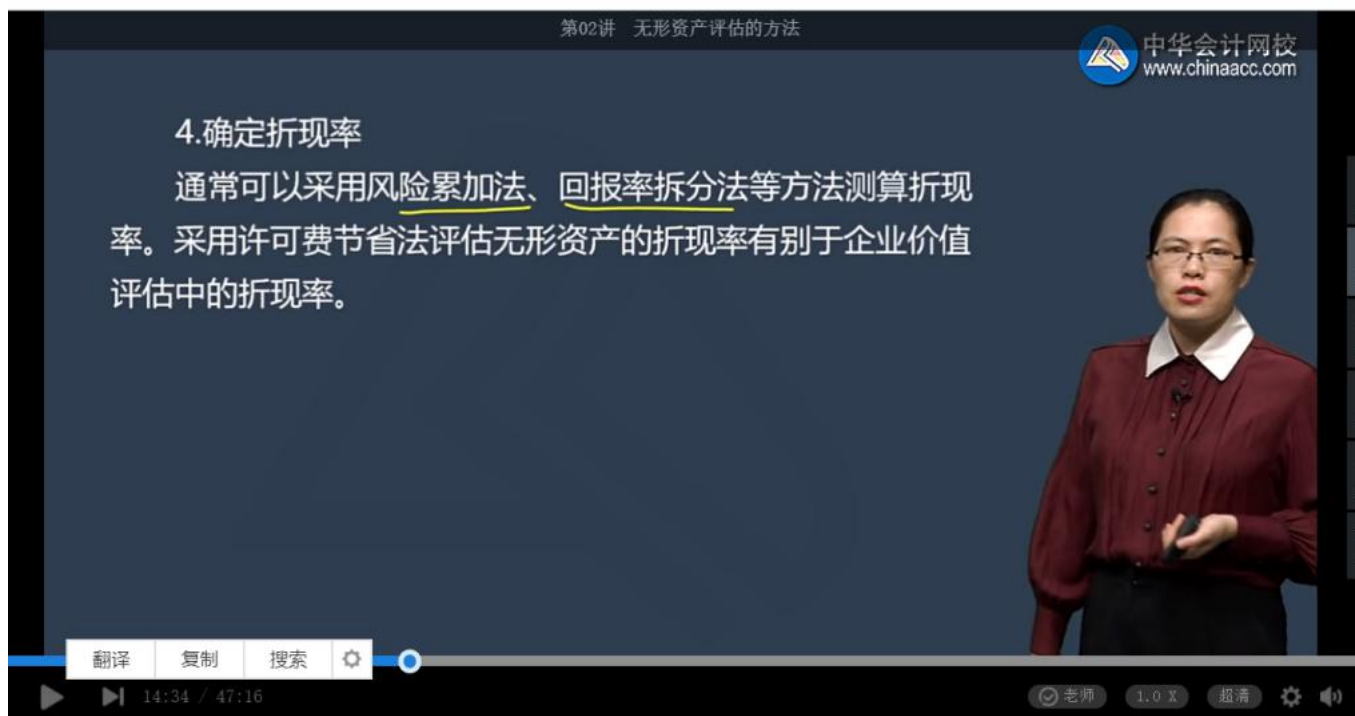 第02讲 无形资产评估的方法
中华会计网校
www.chinaacc.com
4.确定折现率
通常可以采用风险累加法、回报率拆分法等方法测算折现
率。采用许可费节省法评估无形资产的折现率有别于企业价值
评估中的折现率。
翻译 复制 搜索
14:34 / 47:16 老师 1.0 X 超清